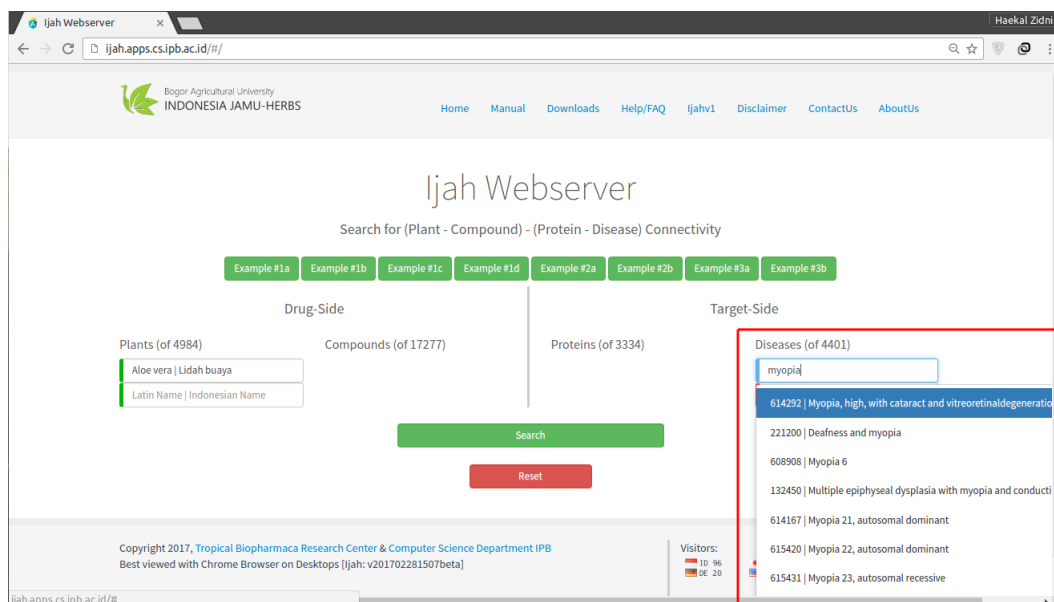 Ijah Webserver
Haekal Zidni
ijah.apps.cs.ipb.ac.id/#/
Bogor Agricultural University
INDONESIA JAMU-HERBS
Home Manual Downloads Help/FAQ Ijahv1 Disclaimer ContactUs AboutUs
Ijah Webserver
Search for (Plant - Compound) - (Protein - Disease) Connectivity
Example #1a Example #1b Example #1c Example #1d Example #2a Example #2b Example #3a Example #3b
Drug-Side Target-Side
Plants (of 4984) Compounds (of 17277) Proteins (of 3334) Diseases (of 4401)
Aloe vera | Lidah buaya myopia
Latin Name | Indonesian Name
614292 | Myopia, high, with cataract and vitreoretinaldegeneratio
221200 | Deafness and myopia
Search
608908 | Myopia 6
Reset
132450 | Multiple epiphyseal dysplasia with myopia and conducti
614167 | Myopia 21, autosomal dominant
Copyright 2017, Tropical Biopharmaca Research Center & Computer Science Department IPB Visitors:
615420 | Myopia 22, autosomal dominant
Best viewed with Chrome Browser on Desktops [Ijah: v201702281507beta] ID 96
DE 20
615431 | Myopia 23, autosomal recessive
ijah.apps.cs.ipb.ac.id/#